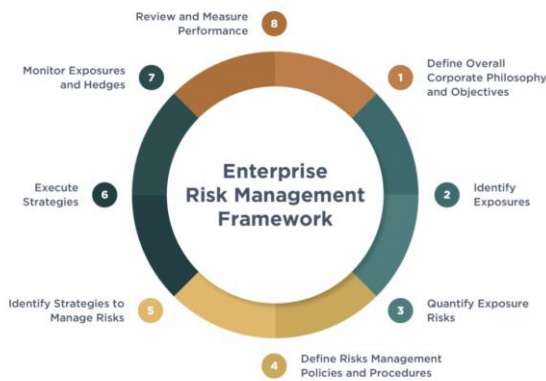 Enterprise
Risk Management
Framework
1
Define Overall
Corporate Philosophy
and Objectives
2
Identify
Exposures
3
Quantify Exposure
Risks
4
Define Risks Management
Policies and Procedures
5
Identify Strategies to
Manage Risks
6
Execute
Strategies
7
Monitor Exposures
and Hedges
8
Review and Measure
Performance